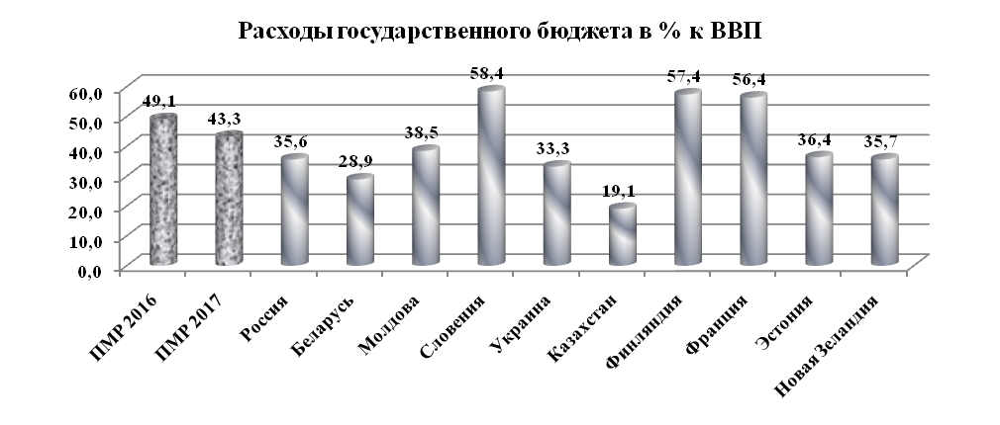 Расходы государственного бюджета в % к ВВП
60,0
50,0
40,0
30,0
20,0
10,0
0,0
49,1
43,3
35,6
28,9
38,5
58,4
33,3
19,1
57,4
56,4
36,4
35,7
ПМР 2016
ПМР 2017
Россия
Беларусь
Молдова
Словения
Украина
Казахстан
Финляндия
Франция
Эстония
Новая Зеландия